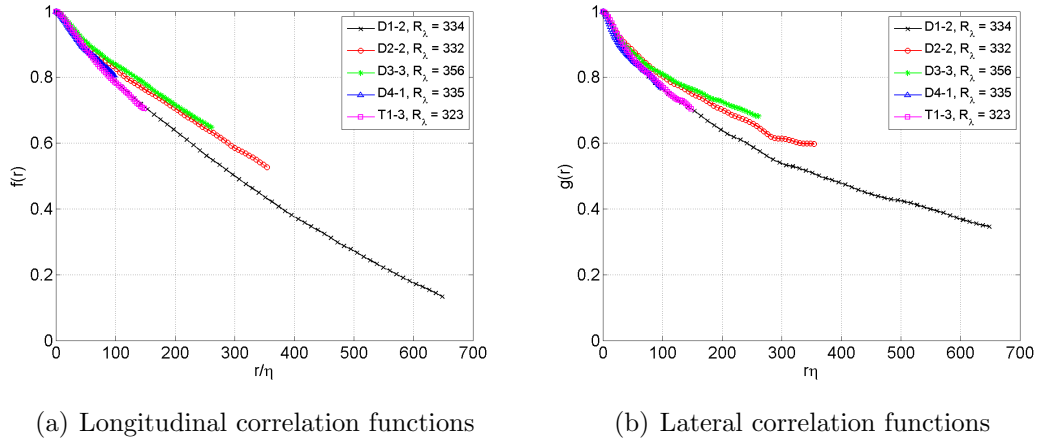 1
0.8
0.6
0.4
0.2
0
0 100 200 300 400 500 600 700
f(r)
r/η
D1-2, R_λ = 334
D2-2, R_λ = 332
D3-3, R_λ = 356
D4-1, R_λ = 335
T1-3, R_λ = 323
(a) Longitudinal correlation functions
1
0.8
0.6
0.4
0.2
0
0 100 200 300 400 500 600 700
g(r)
rη
D1-2, R_λ = 334
D2-2, R_λ = 332
D3-3, R_λ = 356
D4-1, R_λ = 335
T1-3, R_λ = 323
(b) Lateral correlation functions